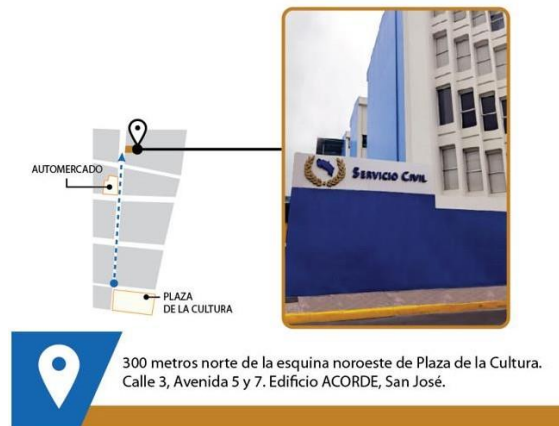 AUTOMERCADO
PLAZA
DE LA CULTURA
SERVICIO CIVIL
300 metros norte de la esquina noroeste de Plaza de la Cultura.
Calle 3, Avenida 5 y 7. Edificio ACORDE, San José.